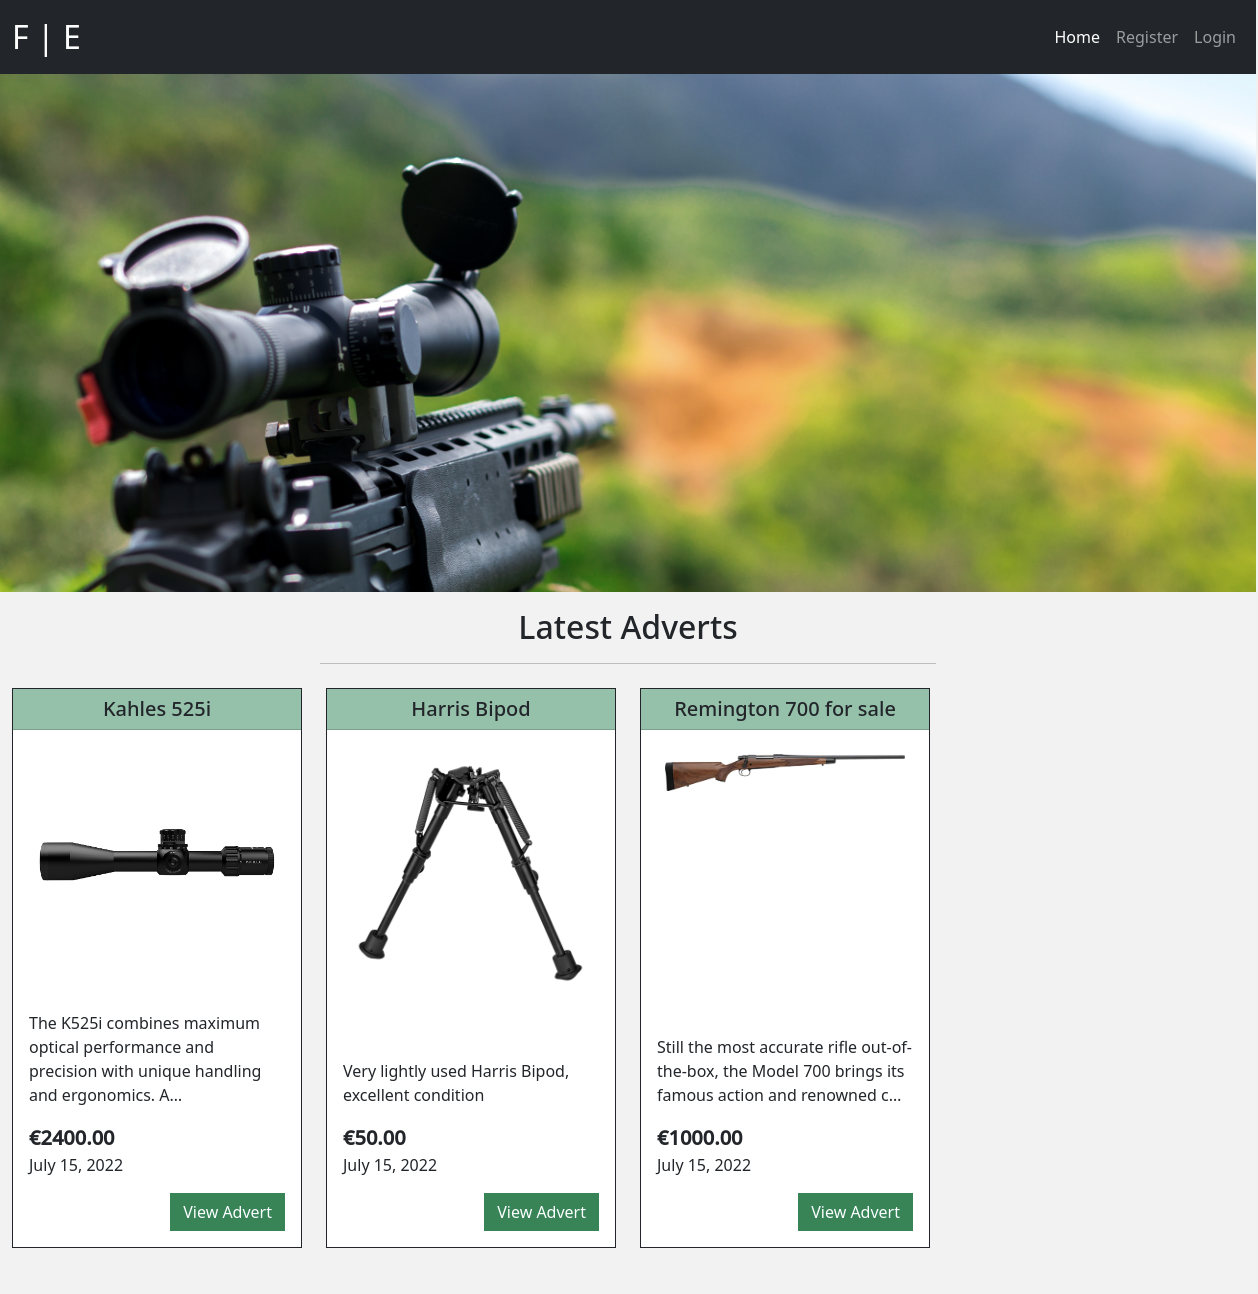 F | E
Home Register Login
Latest Adverts
Kahles 525i
The K525i combines maximum
optical performance and
precision with unique handling
and ergonomics. A...
€2400.00
July 15, 2022
View Advert
Harris Bipod
Very lightly used Harris Bipod,
excellent condition
€50.00
July 15, 2022
View Advert
Remington 700 for sale
Still the most accurate rifle out-of-
the-box, the Model 700 brings its
famous action and renowned c...
€1000.00
July 15, 2022
View Advert